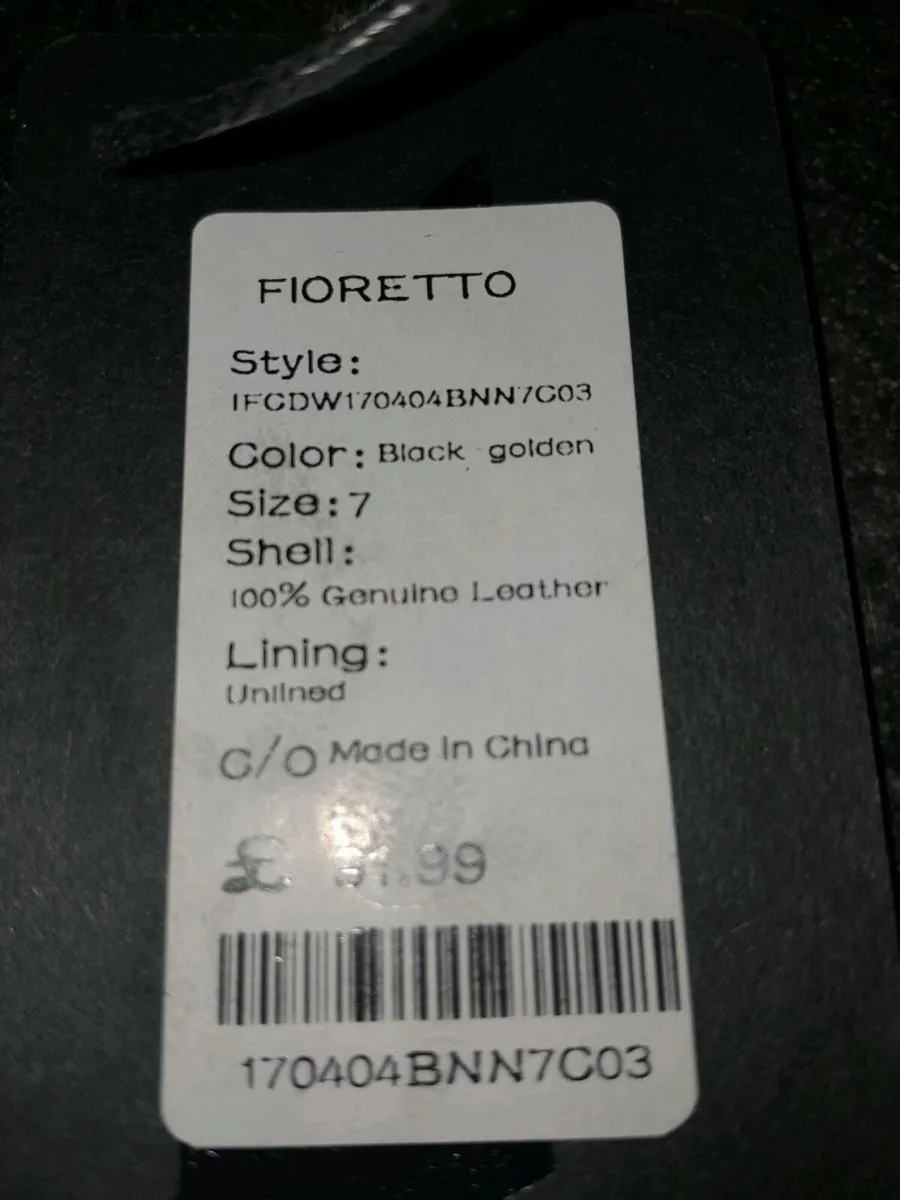 FIORETTO
Style:
IFCDW170404BNN7C03
Color: Black golden
Size: 7
Shell:
100% Genuine Leather
Lining:
Unlined
C/O Made in China
£
170404BNN7C03